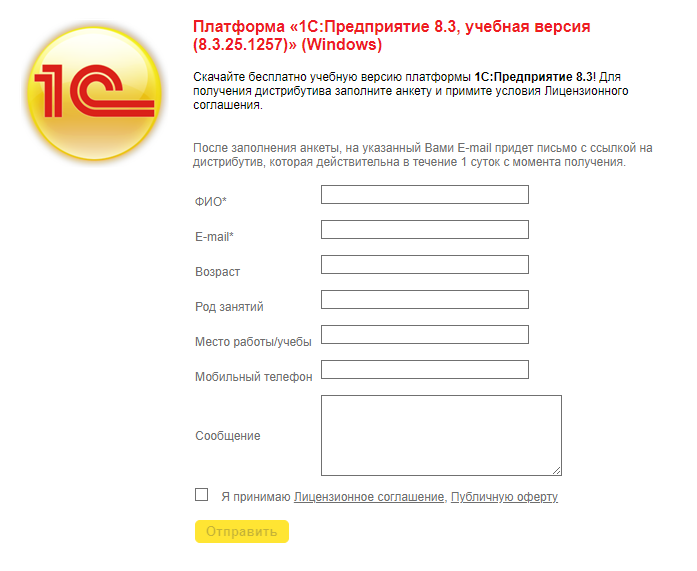 1С
Платформа «1С:Предприятие 8.3, учебная версия
(8.3.25.1257)» (Windows)
Скачайте бесплатно учебную версию платформы 1С:Предприятие 8.3! Для
получения дистрибутива заполните анкету и примите условия Лицензионного
соглашения.
После заполнения анкеты, на указанный Вами E-mail придет письмо с ссылкой на
дистрибутив, которая действительна в течение 1 суток с момента получения.
ФИО*
E-mail*
Возраст
Род занятий
Место работы/учебы
Мобильный телефон
Сообщение
Я принимаю Лицензионное соглашение, Публичную оферту
Отправить